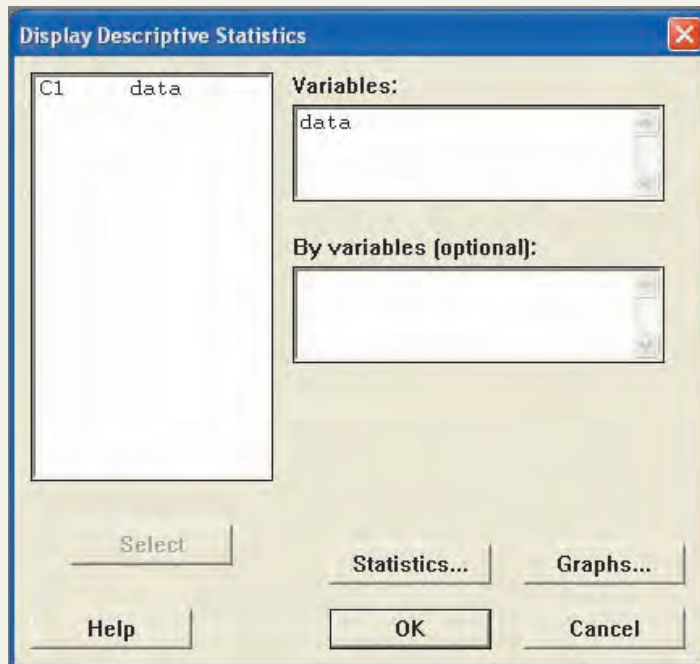 Display Descriptive Statistics
C1 data
Variables:
data
By variables (optional):
Select
Statistics...
Graphs...
Help
OK
Cancel